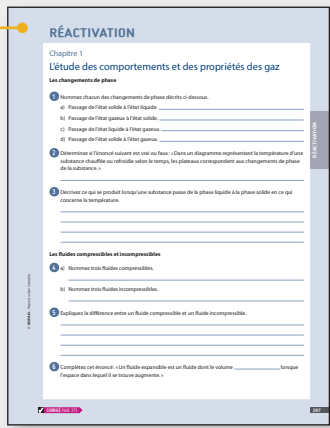 RÉACTIVATION
Chapitre 1
L'étude des comportements et des propriétés des gaz
Les changements de phase
1 Nommez chacun des changements de phase décrits ci-dessous.
a) Passage de l'état solide à l'état liquide.
b) Passage de l'état gazeux à l'état solide.
c) Passage de l'état liquide à l'état gazeux.
d) Passage de l'état solide à l'état gazeux.
2 Déterminez si l'énoncé suivant est vrai ou faux : « Dans un diagramme représentant la température d'une
substance chauffée ou refroidie selon le temps, les plateaux correspondent aux changements de phase
de la substance. »
3 Décrivez ce qui se produit lorsqu'une substance passe de la phase liquide à la phase solide en ce qui
concerne la température.
Les fluides compressibles et incompressibles
4 a) Nommez trois fluides compressibles.
b) Nommez trois fluides incompressibles.
5 Expliquez la différence entre un fluide compressible et un fluide incompressible.
6 Complétez cet énoncé : « Un fluide expansible est un fluide dont le volume lorsque
l'espace dans lequel il se trouve augmente. »
RÉACTIVATION
CORRIGÉ PAGE 375
297